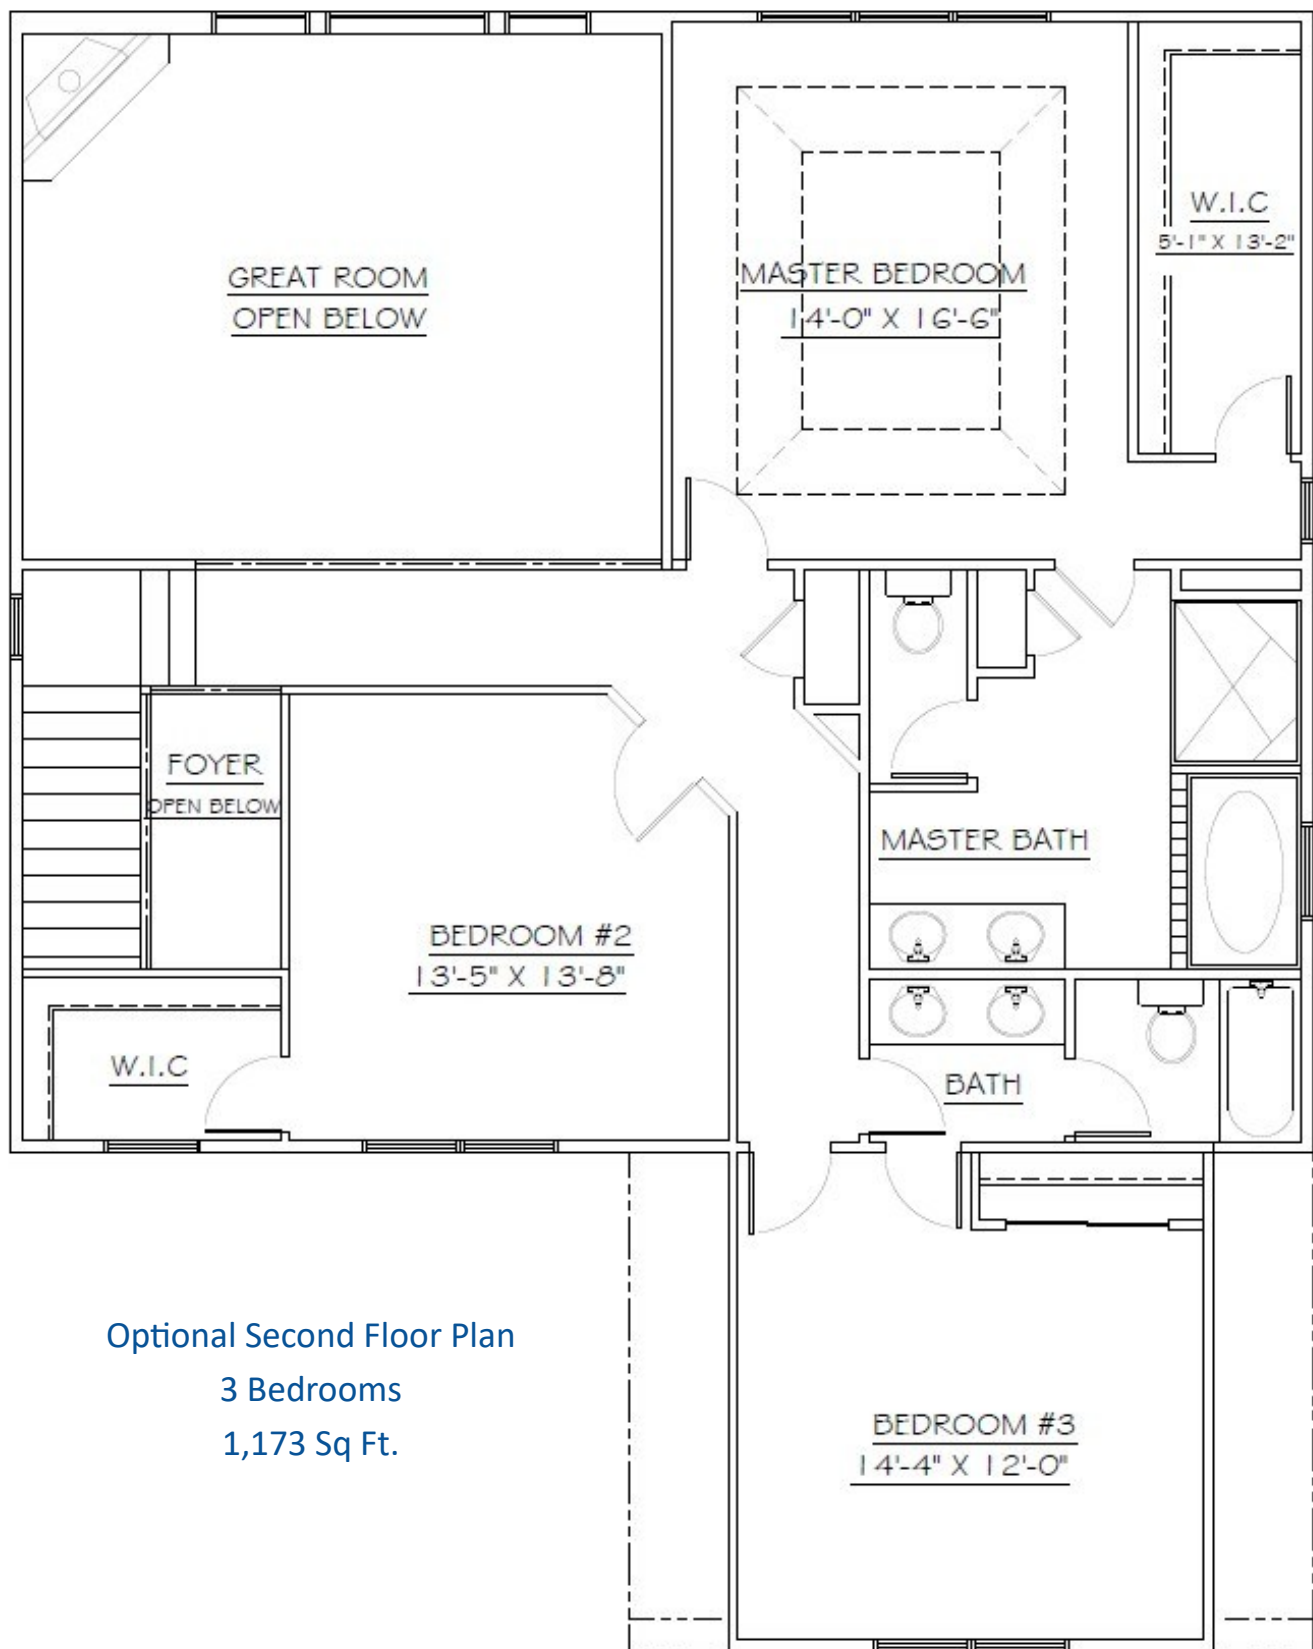 GREAT ROOM
OPEN BELOW
MASTER BEDROOM
14'-0" X 16'-6"
W.I.C
5'-1" X 13'-2"
FOYER
OPEN BELOW
MASTER BATH
BEDROOM #2
13'-5" X 13'-8"
W.I.C
BATH
Optional Second Floor Plan
3 Bedrooms
1,173 Sq Ft.
BEDROOM #3
14'-4" X 12'-0"